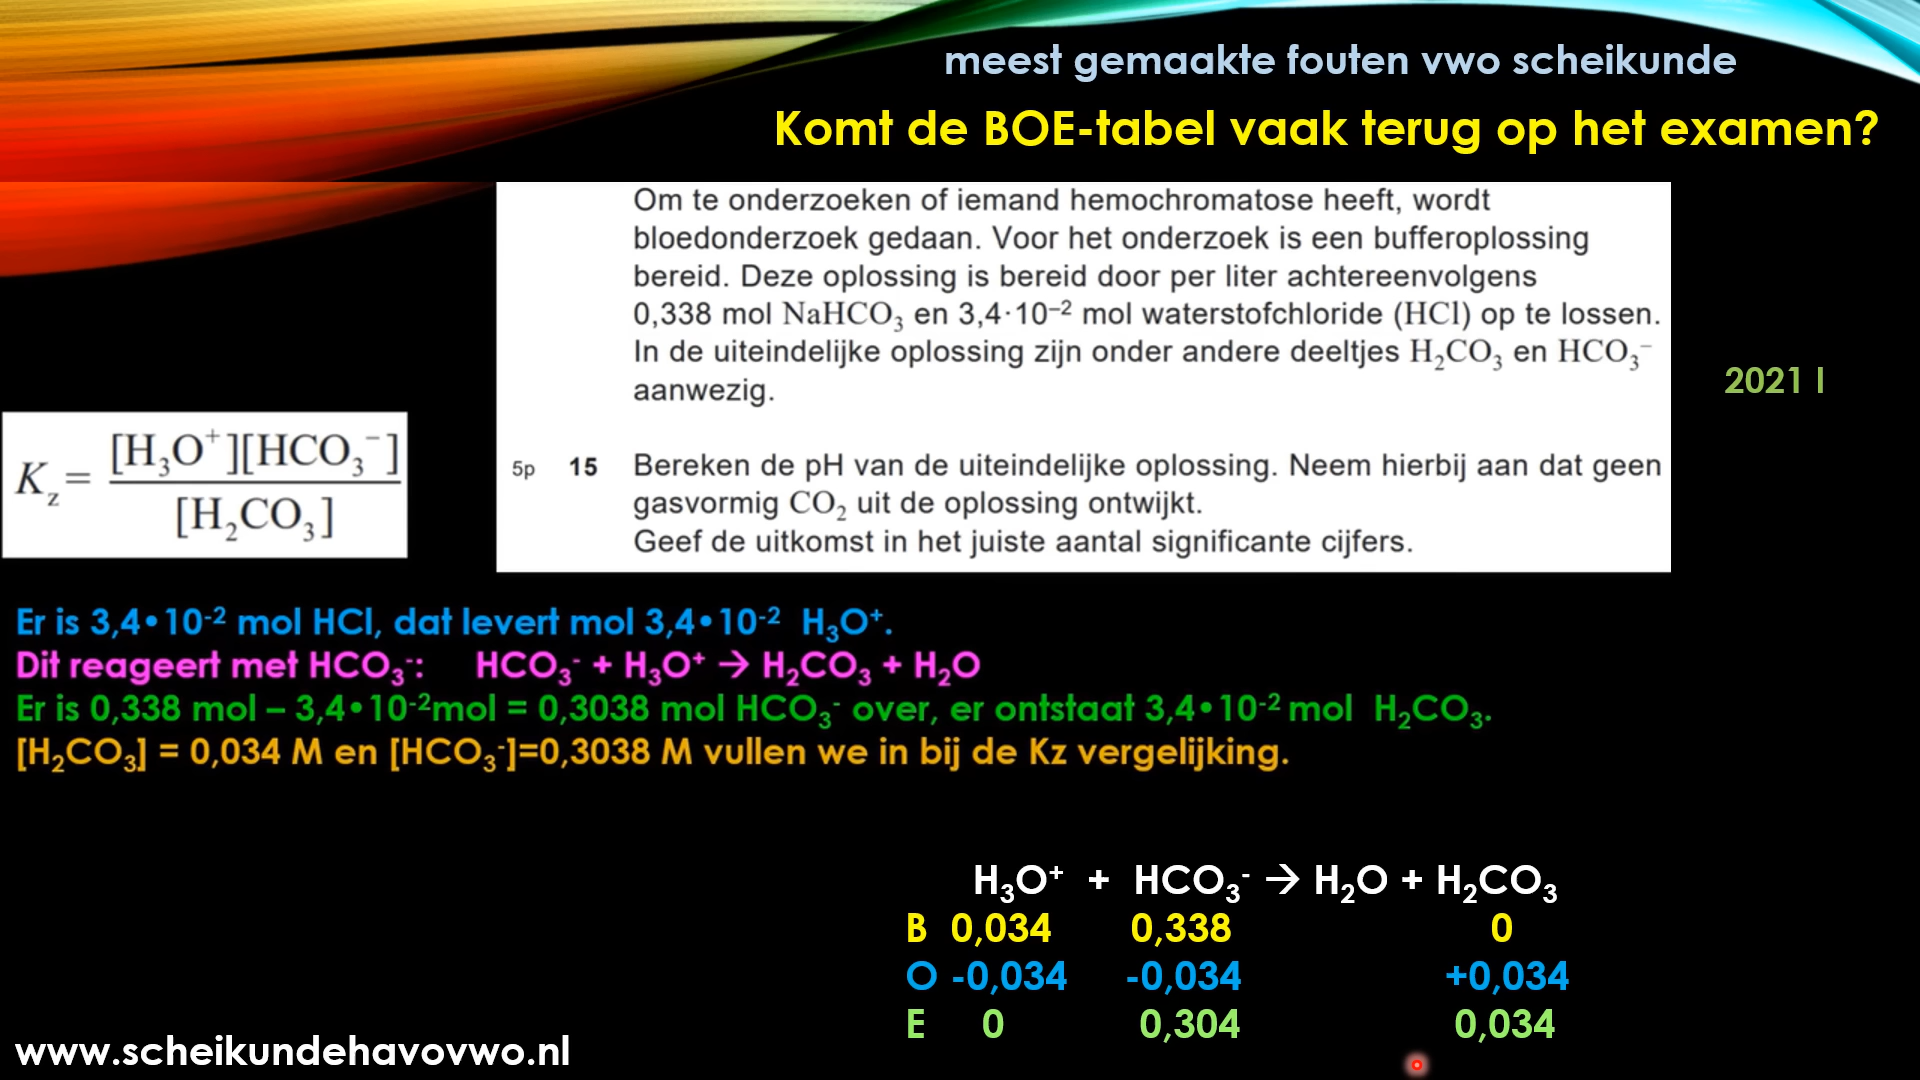 meest gemaakte fouten vwo scheikunde
Komt de BOE-tabel vaak terug op het examen?
Om te onderzoeken of iemand hemochromatose heeft, wordt
bloedonderzoek gedaan. Voor het onderzoek is een bufferoplossing
bereid. Deze oplossing is bereid door per liter achtereenvolgens
0,338 mol NaHCO₃ en 3,4·10⁻² mol waterstofchloride (HCl) op te lossen.
In de uiteindelijke oplossing zijn onder andere deeltjes H₂CO₃ en HCO₃⁻
aanwezig.
2021 I
5p 15 Bereken de pH van de uiteindelijke oplossing. Neem hierbij aan dat geen
gasvormig CO₂ uit de oplossing ontwijkt.
Geef de uitkomst in het juiste aantal significante cijfers.
K_z = [H₃O⁺][HCO₃⁻] / [H₂CO₃]
Er is 3,4•10⁻² mol HCl, dat levert mol 3,4•10⁻² H₃O⁺.
Dit reageert met HCO₃⁻: HCO₃⁻ + H₃O⁺ → H₂CO₃ + H₂O
Er is 0,338 mol – 3,4•10⁻²mol = 0,3038 mol HCO₃⁻ over, er ontstaat 3,4•10⁻² mol H₂CO₃.
[H₂CO₃] = 0,034 M en [HCO₃⁻]=0,3038 M vullen we in bij de Kz vergelijking.
H₃O⁺ + HCO₃⁻ → H₂O + H₂CO₃
B 0,034 0,338 0
O -0,034 -0,034 +0,034
E 0 0,304 0,034
www.scheikundehavovwo.nl